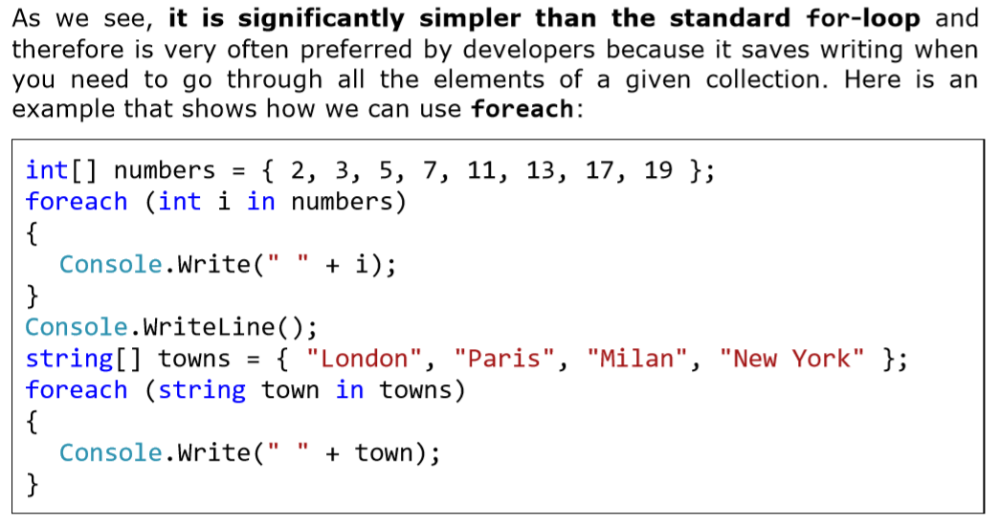 As we see, it is significantly simpler than the standard for-loop and
therefore is very often preferred by developers because it saves writing when
you need to go through all the elements of a given collection. Here is an
example that shows how we can use foreach:
int[] numbers = { 2, 3, 5, 7, 11, 13, 17, 19 };
foreach (int i in numbers)
{
  Console.Write(" " + i);
}
Console.WriteLine();
string[] towns = { "London", "Paris", "Milan", "New York" };
foreach (string town in towns)
{
  Console.Write(" " + town);
}